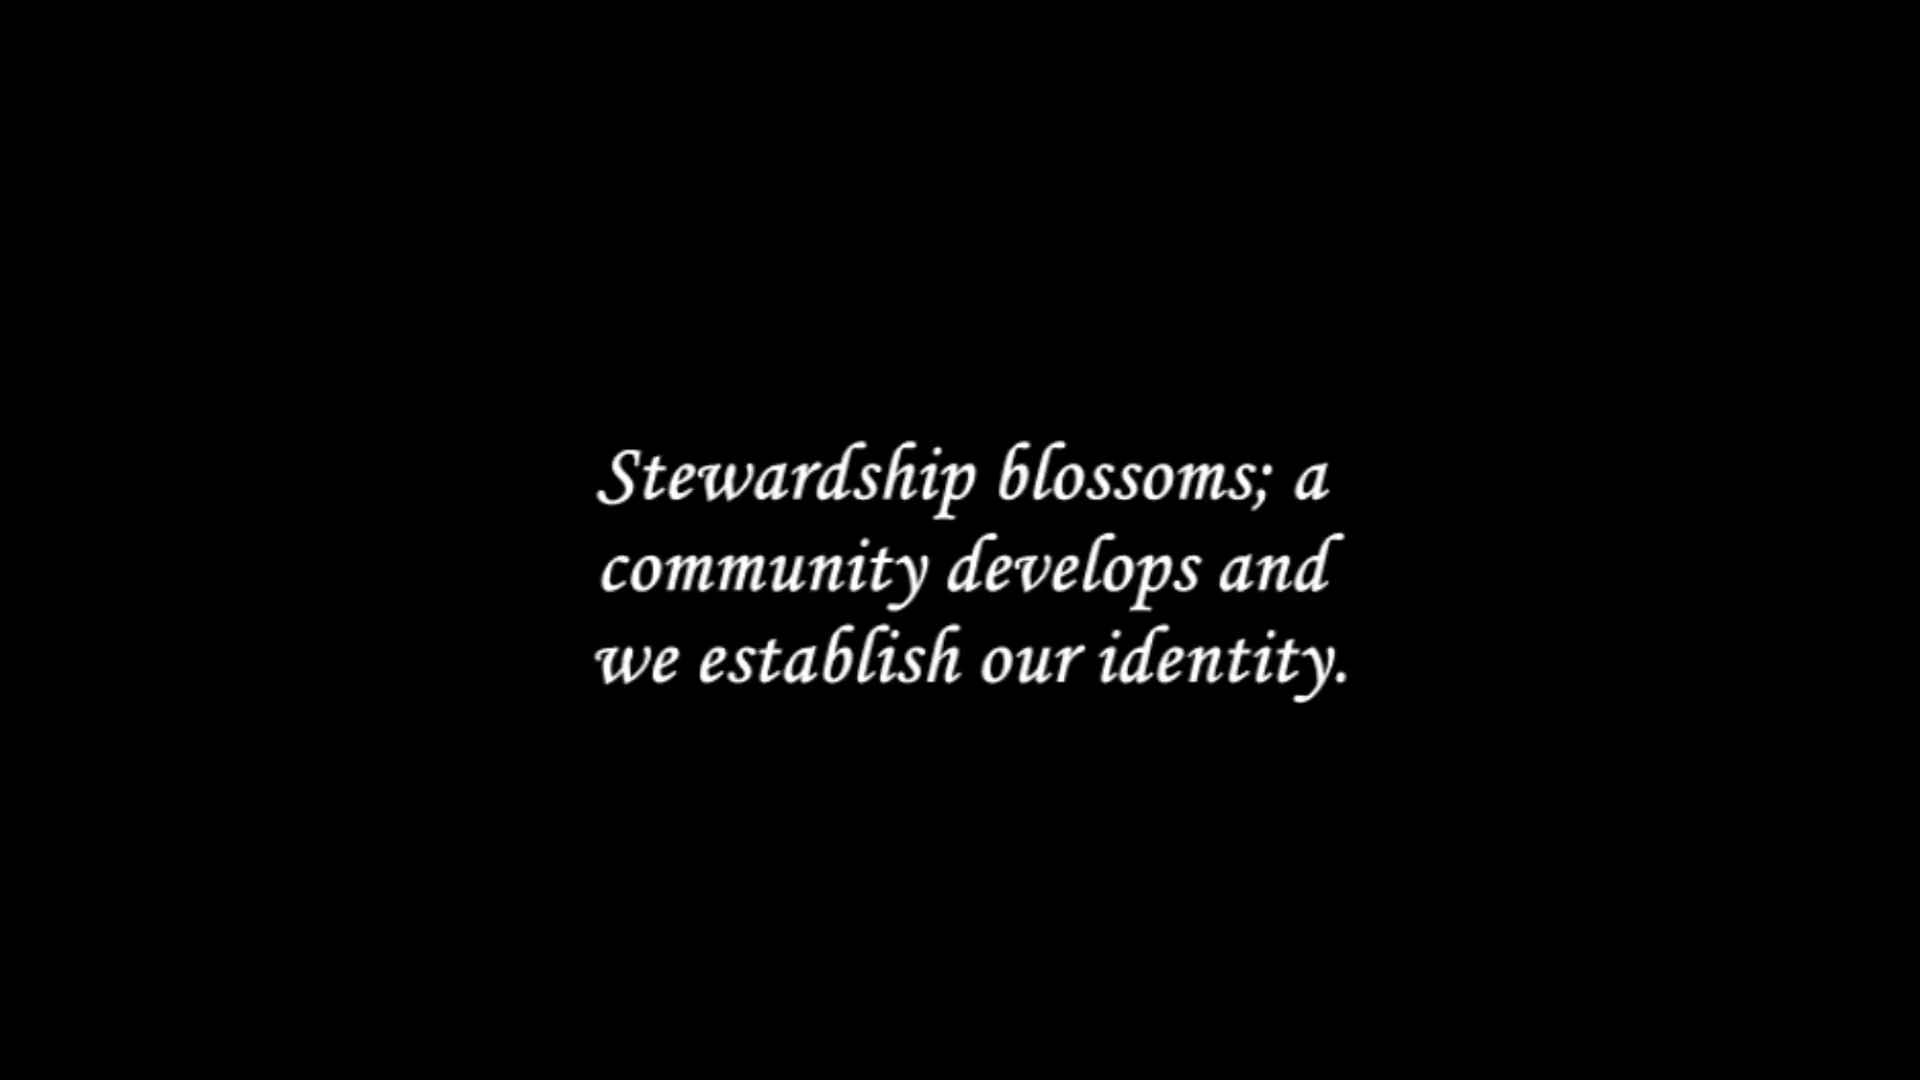 Stewardship blossoms; a
community develops and
we establish our identity.